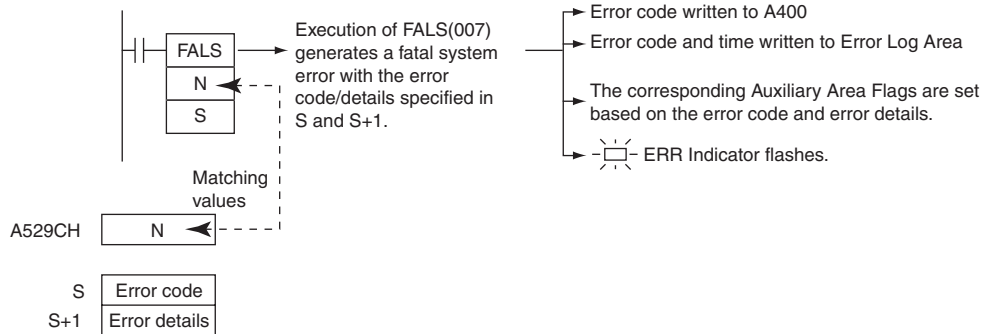 FALS
N
S
Execution of FALS(007)
generates a fatal system
error with the error
code/details specified in
S and S+1.
Error code written to A400
Error code and time written to Error Log Area
The corresponding Auxiliary Area Flags are set
based on the error code and error details.
ERR Indicator flashes.
Matching
values
A529CH N
S Error code
S+1 Error details